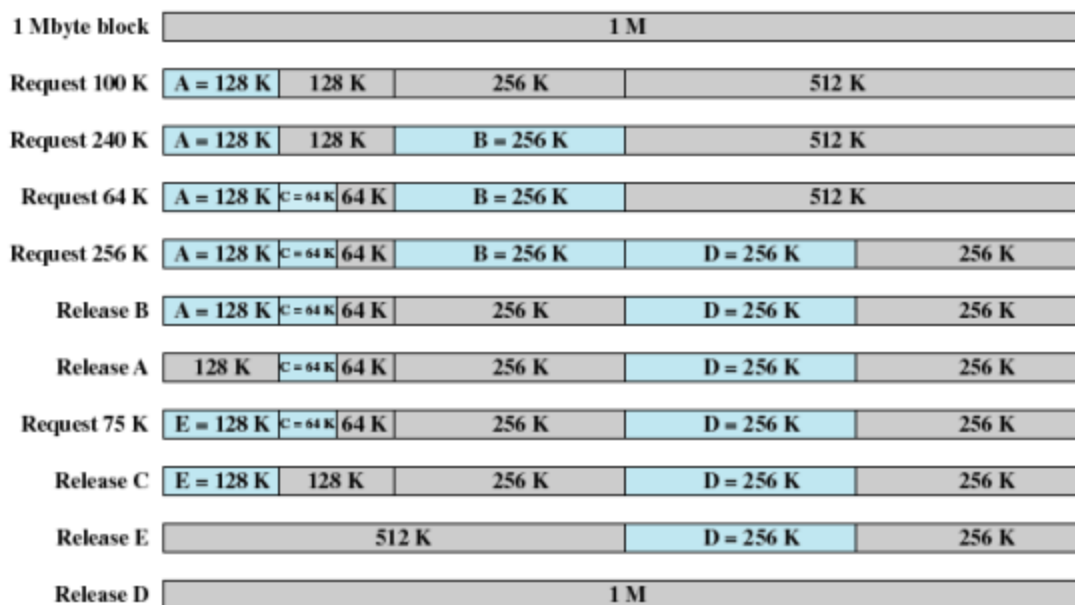 1 Mbyte block 1 M
Request 100 K A = 128 K 128 K 256 K 512 K
Request 240 K A = 128 K 128 K B = 256 K 512 K
Request 64 K A = 128 K C = 64 K 64 K B = 256 K 512 K
Request 256 K A = 128 K C = 64 K 64 K B = 256 K D = 256 K 256 K
Release B A = 128 K C = 64 K 64 K 256 K D = 256 K 256 K
Release A 128 K C = 64 K 64 K 256 K D = 256 K 256 K
Request 75 K E = 128 K C = 64 K 64 K 256 K D = 256 K 256 K
Release C E = 128 K 128 K 256 K D = 256 K 256 K
Release E 512 K D = 256 K 256 K
Release D 1 M